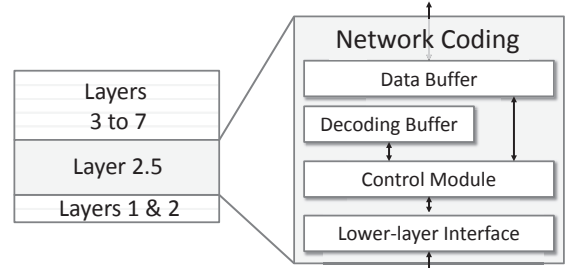 Layers
3 to 7
Layer 2.5
Layers 1 & 2
Network Coding
Data Buffer
Decoding Buffer
Control Module
Lower-layer Interface